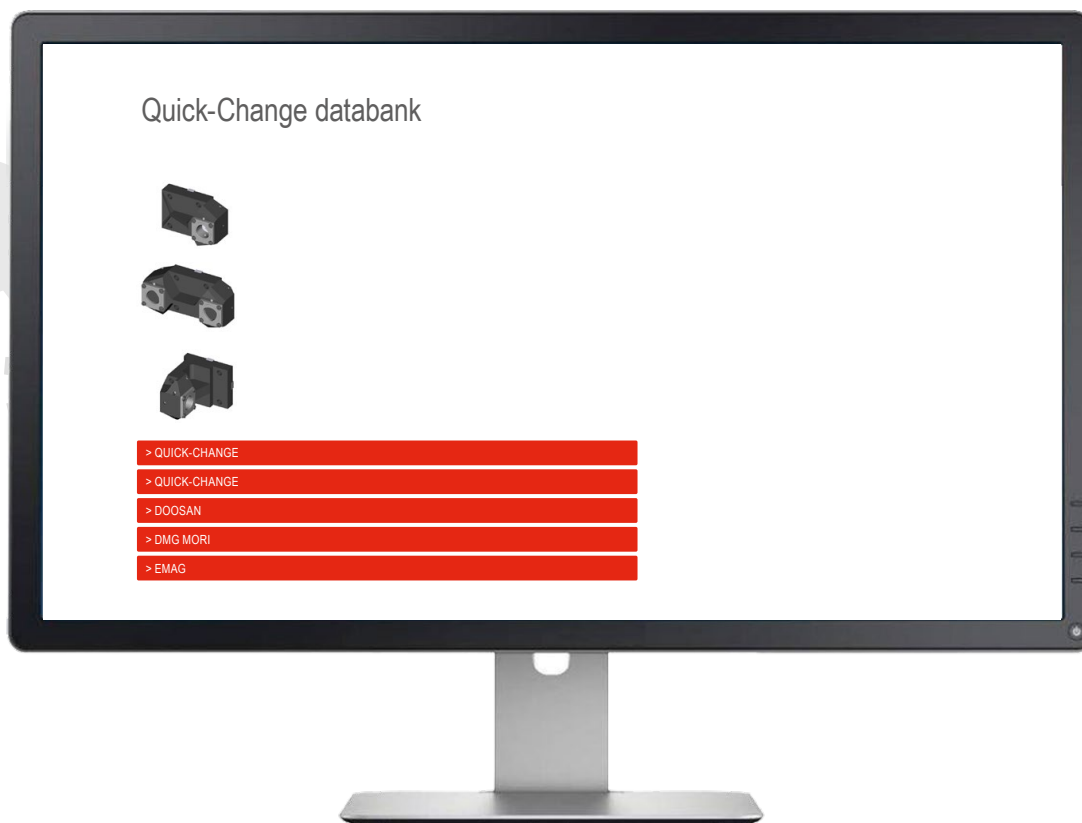 Quick-Change databank
> QUICK-CHANGE
> QUICK-CHANGE
> DOOSAN
> DMG MORI
> EMAG